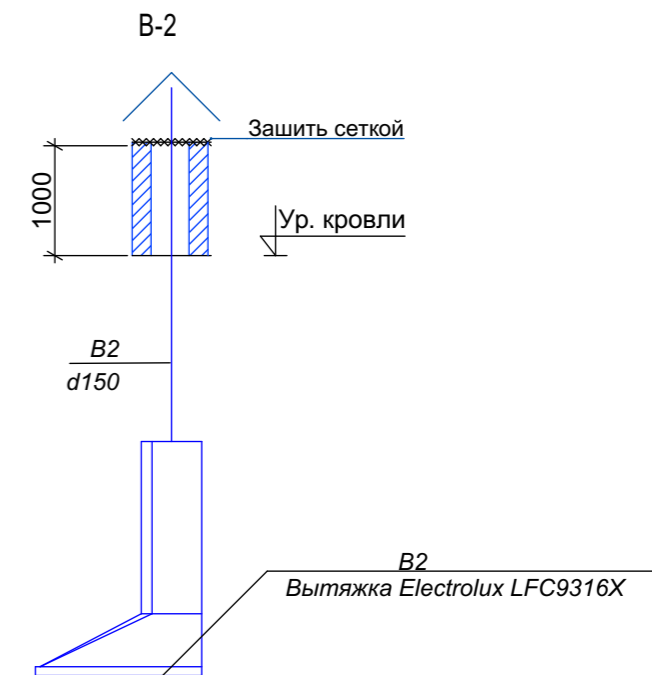 В-2
Зашить сеткой
1000
Ур. кровли
В2
d150
В2
Вытяжка Electrolux LFC9316X